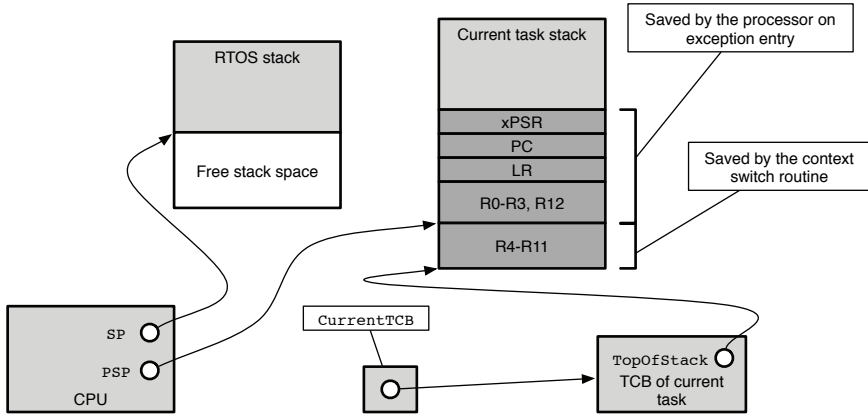 Saved by the processor on
exception entry
RTOS stack
Current task stack
xPSR
PC
Free stack space
LR
Saved by the context
switch routine
R0-R3, R12
R4-R11
CurrentTCB
SP
PSP
TopOfStack
CPU
TCB of current
task